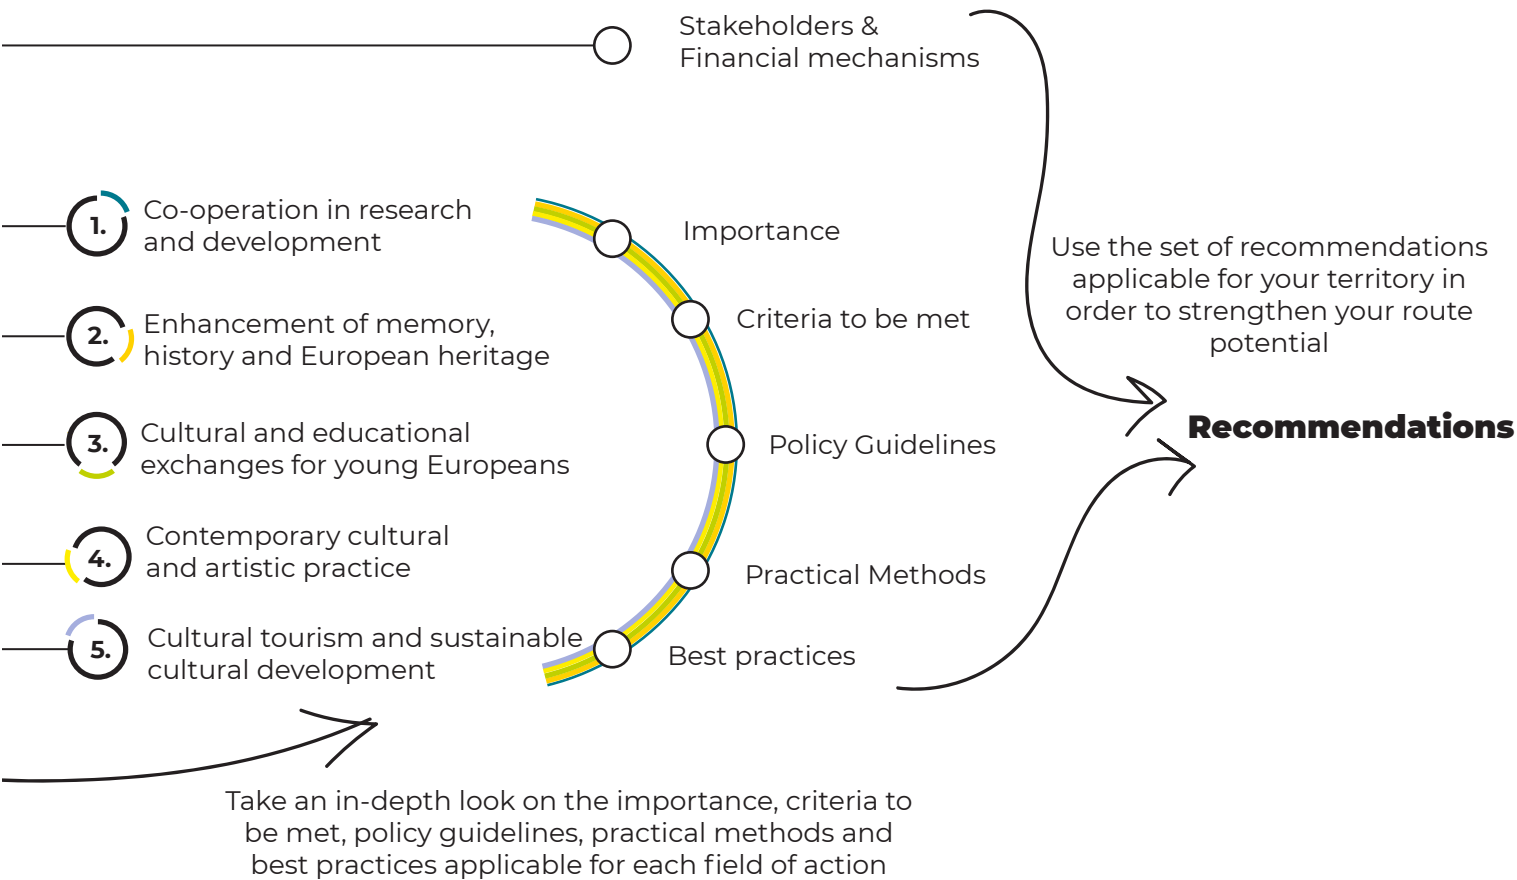 Stakeholders &
Financial mechanisms
1.
Co-operation in research
and development
2.
Enhancement of memory,
history and European heritage
3.
Cultural and educational
exchanges for young Europeans
4.
Contemporary cultural
and artistic practice
5.
Cultural tourism and sustainable
cultural development
Importance
Criteria to be met
Policy Guidelines
Practical Methods
Best practices
Take an in-depth look on the importance, criteria to
be met, policy guidelines, practical methods and
best practices applicable for each field of action
Use the set of recommendations
applicable for your territory in
order to strengthen your route
potential
Recommendations